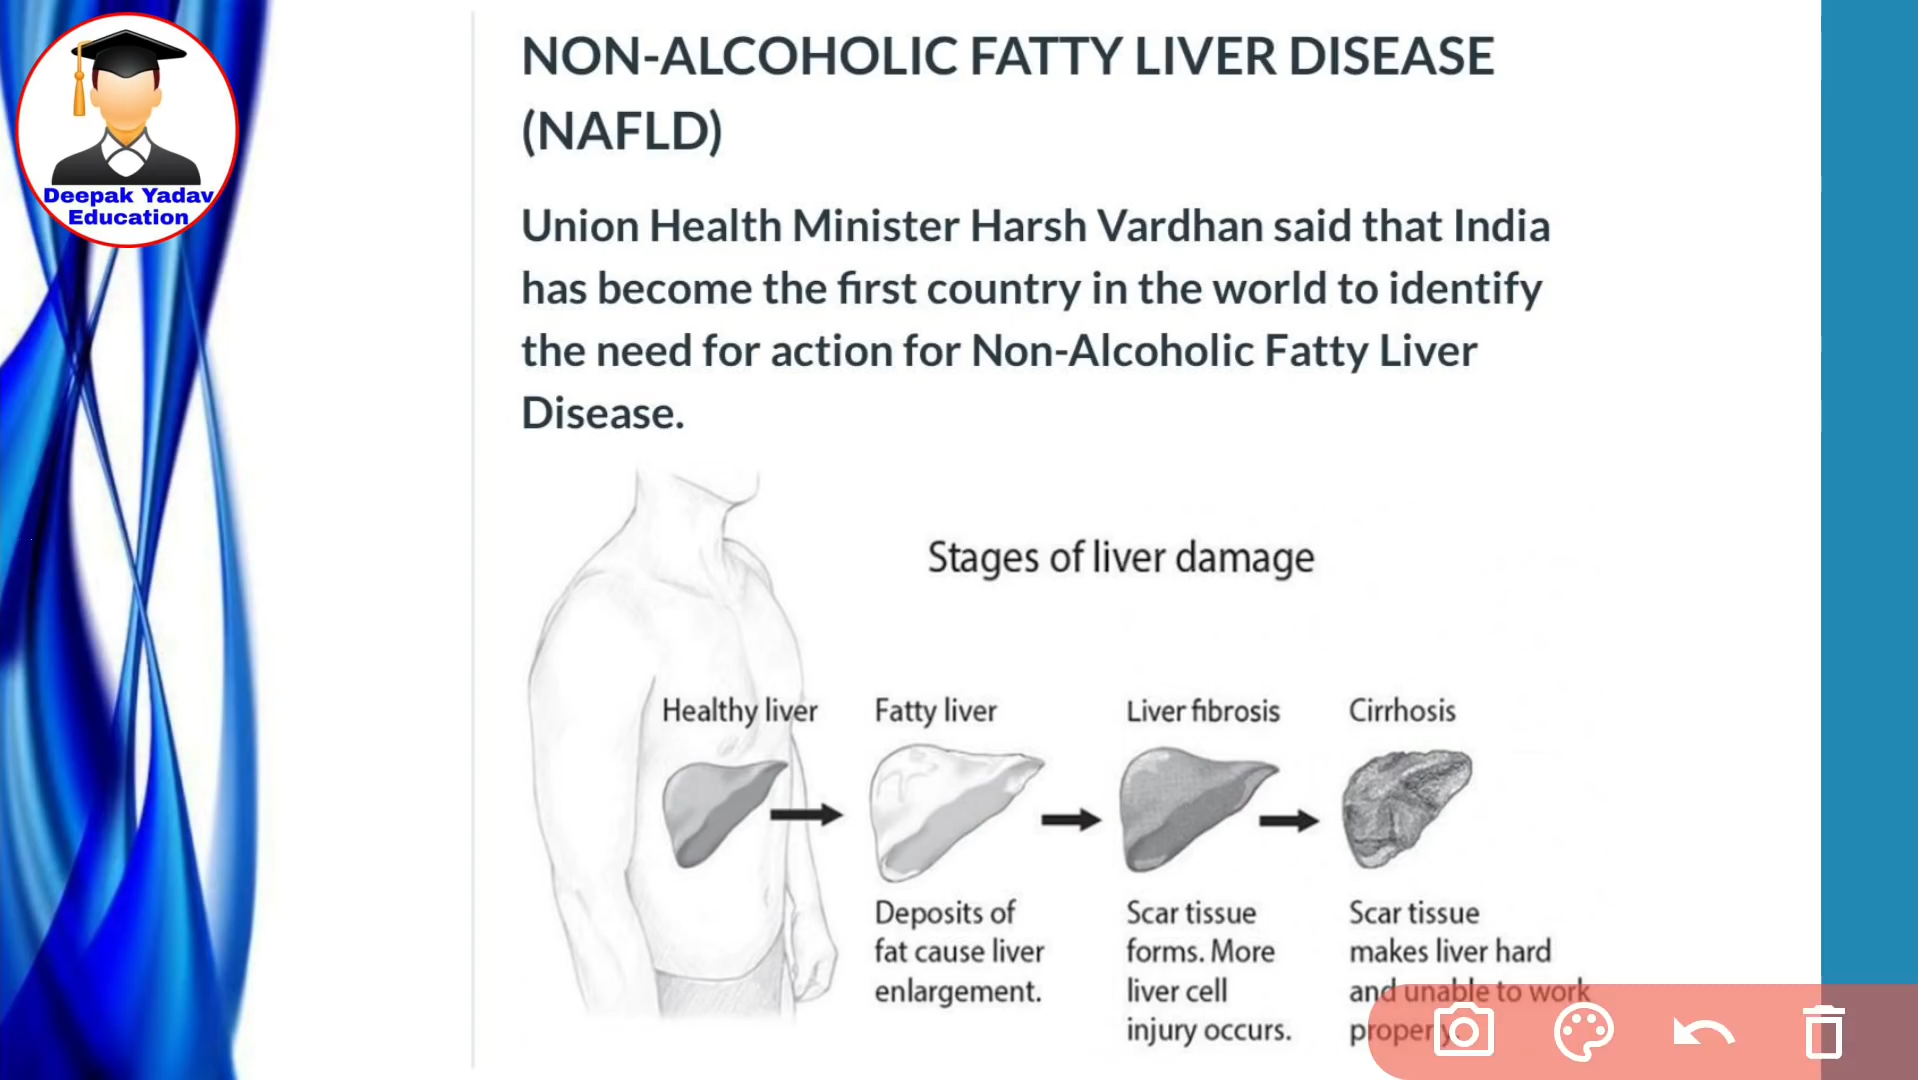 Deepak Yadav
Education
NON-ALCOHOLIC FATTY LIVER DISEASE
(NAFLD)
Union Health Minister Harsh Vardhan said that India
has become the first country in the world to identify
the need for action for Non-Alcoholic Fatty Liver
Disease.
Stages of liver damage
Healthy liver
Fatty liver
Liver fibrosis
Cirrhosis
Deposits of
fat cause liver
enlargement.
Scar tissue
forms. More
liver cell
injury occurs.
Scar tissue
makes liver hard
and unable to work
properly.